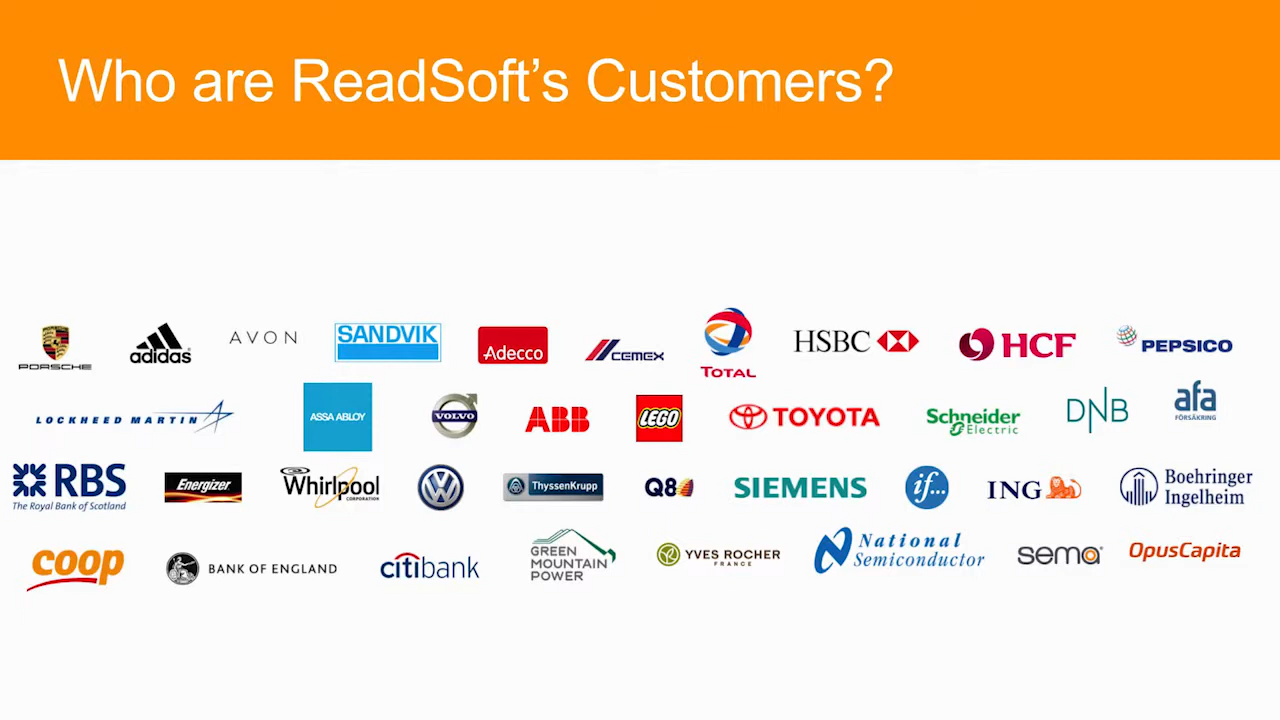 Who are ReadSoft's Customers?
PORSCHE
adidas
AVON
SANDVIK
Adecco
CEMEX
TOTAL
HSBC
HCF
PEPSICO
LOCKHEED MARTIN
ASSA ABLOY
VOLVO
ABB
LEGO
TOYOTA
Schneider
Electric
DNB
afa
FÖRSÄKRING
RBS
The Royal Bank of Scotland
Energizer
Whirlpool
CORPORATION
VW
ThyssenKrupp
Q8
SIEMENS
if...
ING
Boehringer
Ingelheim
coop
BANK OF ENGLAND
citibank
GREEN
MOUNTAIN
POWER
YVES ROCHER
FRANCE
National
Semiconductor
sema
OpusCapita